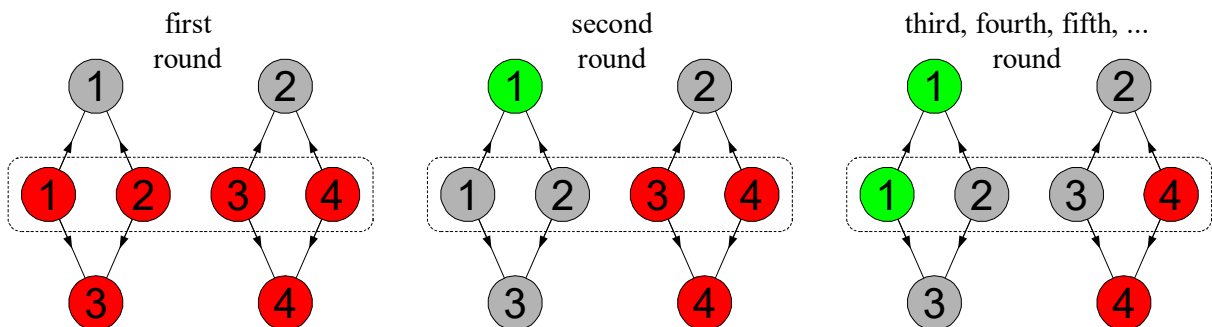 first
round
1 2
1 2 3 4
3 4
second
round
1 2
1 2 3 4
3 4
third, fourth, fifth, ...
round
1 2
1 2 3 4
3 4